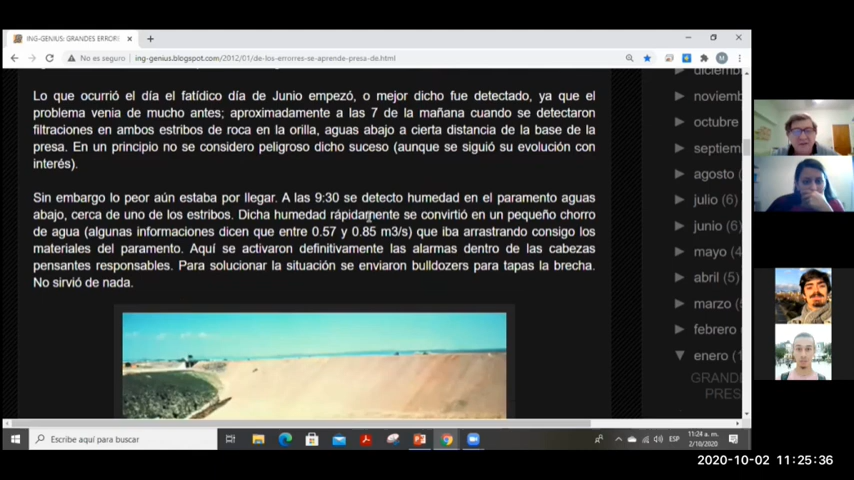 ING-GENIUS: GRANDES ERRORE
No es seguro
ing-genius.blogspot.com/2012/01/de-los-errorres-se-aprende-presa-de.html
M
Lo que ocurrió el día el fatídico día de Junio empezó, o mejor dicho fue detectado, ya que el
problema venia de mucho antes; aproximadamente a las 7 de la mañana cuando se detectaron
filtraciones en ambos estribos de roca en la orilla, aguas abajo a cierta distancia de la base de la
presa. En un principio no se considero peligroso dicho suceso (aunque se siguió su evolución con
interés).
Sin embargo lo peor aún estaba por llegar. A las 9:30 se detecto humedad en el paramento aguas
abajo, cerca de uno de los estribos. Dicha humedad rápidamente se convirtió en un pequeño chorro
de agua (algunas informaciones dicen que entre 0.57 y 0.85 m3/s) que iba arrastrando consigo los
materiales del paramento. Aquí se activaron definitivamente las alarmas dentro de las cabezas
pensantes responsables. Para solucionar la situación se enviaron bulldozers para tapas la brecha.
No sirvió de nada.
diciem
noviem
octubre
septiem
agosto (
julio (6)
junio (6)
mayo (
abril (5)
marzo (
febrero (
enero (1
GRAND
PRES
Escribe aquí para buscar
ESP
11:24 a. m.
2/10/2020
2020-10-02 11:25:36